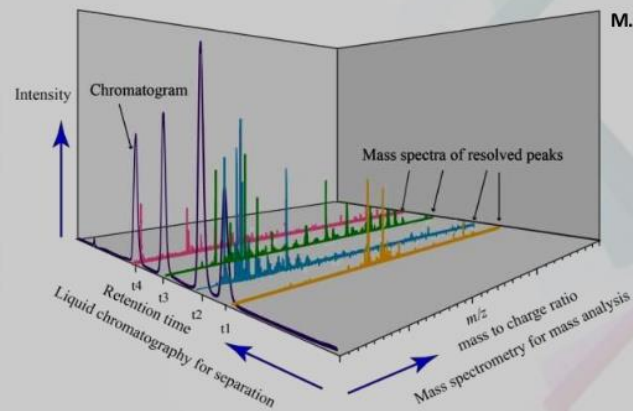 M.
Intensity
Chromatogram
Mass spectra of resolved peaks
t4
t3
t2
t1
Retention time
Liquid chromatography for separation
m/z
mass to charge ratio
Mass spectrometry for mass analysis